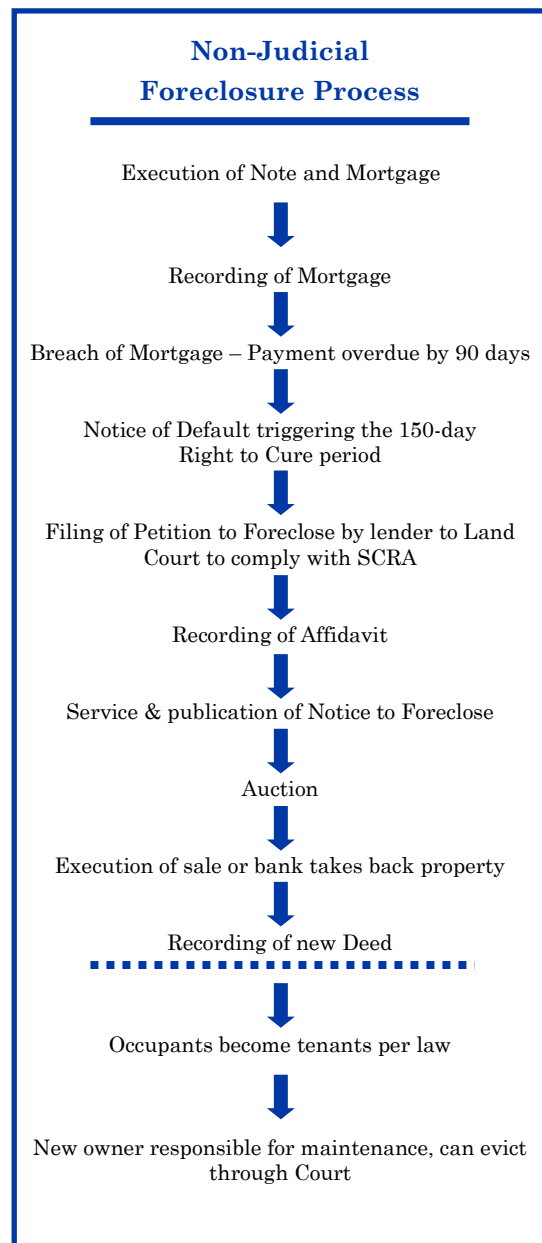 Non-Judicial
Foreclosure Process
Execution of Note and Mortgage
Recording of Mortgage
Breach of Mortgage – Payment overdue by 90 days
Notice of Default triggering the 150-day
Right to Cure period
Filing of Petition to Foreclose by lender to Land
Court to comply with SCRA
Recording of Affidavit
Service & publication of Notice to Foreclose
Auction
Execution of sale or bank takes back property
Recording of new Deed
Occupants become tenants per law
New owner responsible for maintenance, can evict
through Court